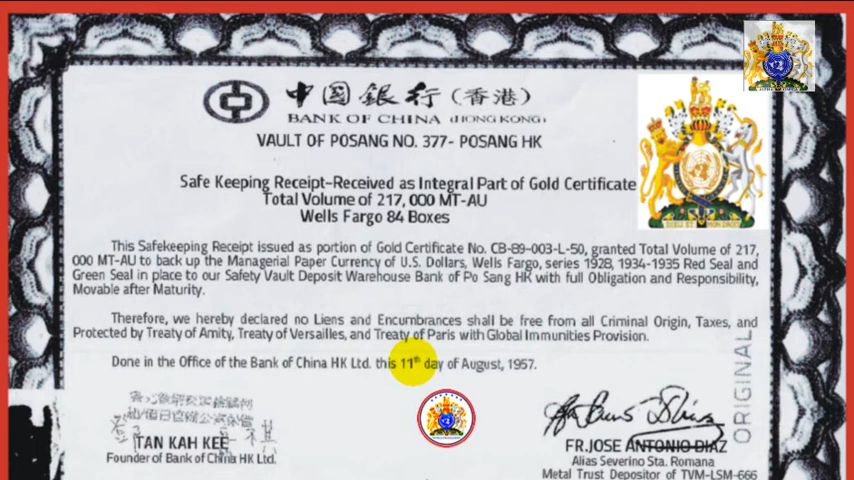 中國銀行(香港)
BANK OF CHINA (HONG KONG)
VAULT OF POSANG NO. 377- POSANG HK
Safe Keeping Receipt-Received as Integral Part of Gold Certificate
Total Volume of 217, 000 MT-AU
Wells Fargo 84 Boxes
This Safekeeping Receipt issued as portion of Gold Certificate No. CB-89-003-L-50, granted Total Volume of 217,
000 MT-AU to back up the Managerial Paper Currency of U.S. Dollars, Wells Fargo, series 1928, 1934-1935 Red Seal and
Green Seal in place to our Safety Vault Deposit Warehouse Bank of Po Sang HK with full Obligation and Responsibility,
Movable after Maturity.
Therefore, we hereby declared no Liens and Encumbrances shall be free from all Criminal Origin, Taxes, and
Protected by Treaty of Amity, Treaty of Versailles, and Treaty of Paris with Global Immunities Provision.
Done in the Office of the Bank of China HK Ltd. this 11th day of August, 1957.
ORIGINAL
TAN KAH KEE
Founder of Bank of China HK Ltd.
FR.JOSE ANTONIO DIAZ
Alias Severino Sta. Romana
Metal Trust Depositor of TVM-LSM-666